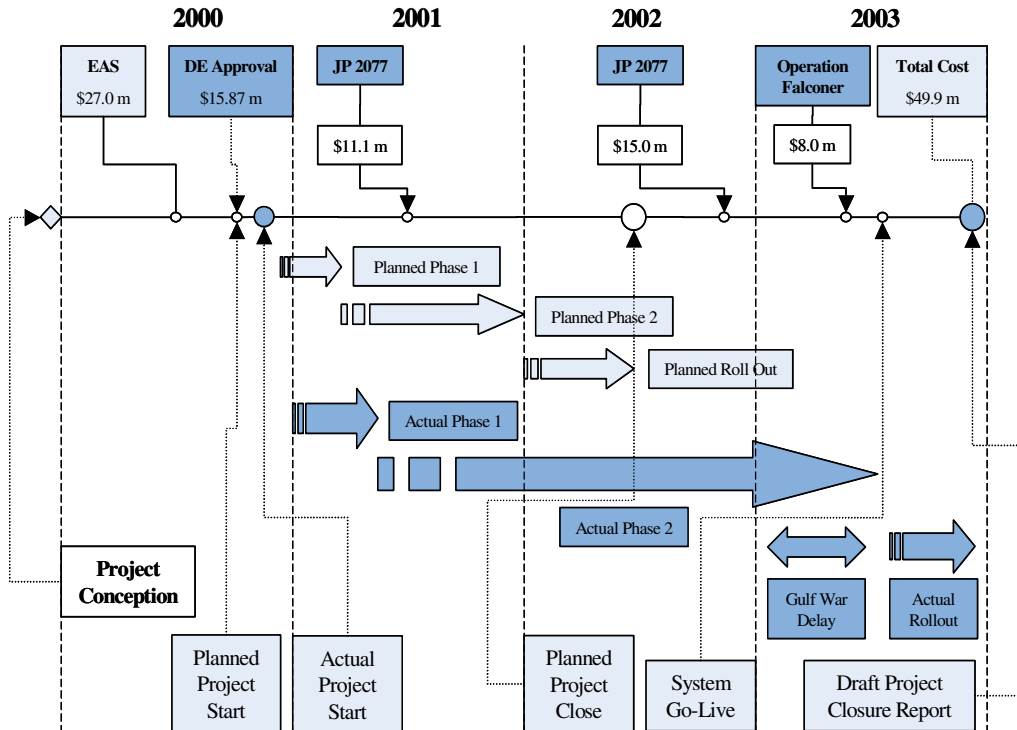 2000
2001
2002
2003
EAS
$27.0 m
DE Approval
$15.87 m
JP 2077
JP 2077
Operation
Falconer
Total Cost
$49.9 m
$11.1 m
$15.0 m
$8.0 m
Planned Phase 1
Planned Phase 2
Planned Roll Out
Actual Phase 1
Actual Phase 2
Project
Conception
Gulf War
Delay
Actual
Rollout
Planned
Project
Start
Actual
Project
Start
Planned
Project
Close
System
Go-Live
Draft Project
Closure Report